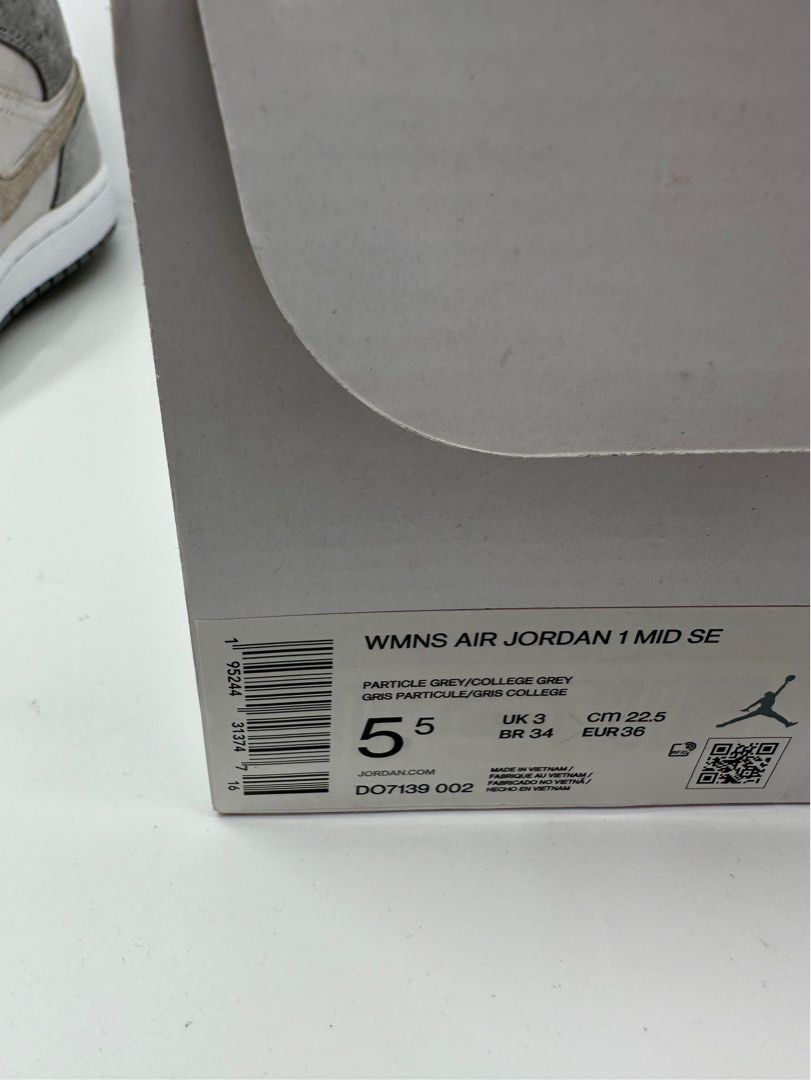 WMNS AIR JORDAN 1 MID SE
PARTICLE GREY/COLLEGE GREY
GRIS PARTICULE/GRIS COLLEGE
5 5
UK 3 cm 22.5
BR 34 EUR 36
JORDAN.COM
DO7139 002
MADE IN VIETNAM /
FABRIQUÉ AU VIETNAM /
FABRICADO NO VIETNÃ /
HECHO EN VIETNAM
RFID
1 95244 31374 7 16